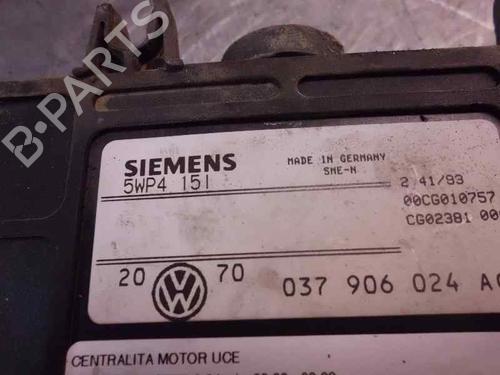 B-PARTS
SIEMENS
5WP4 151
MADE IN GERMANY
SME-N
2 41/93
00CG010757
CG02381 00
20 70
VW
037 906 024 A
CENTRALITA MOTOR UCE